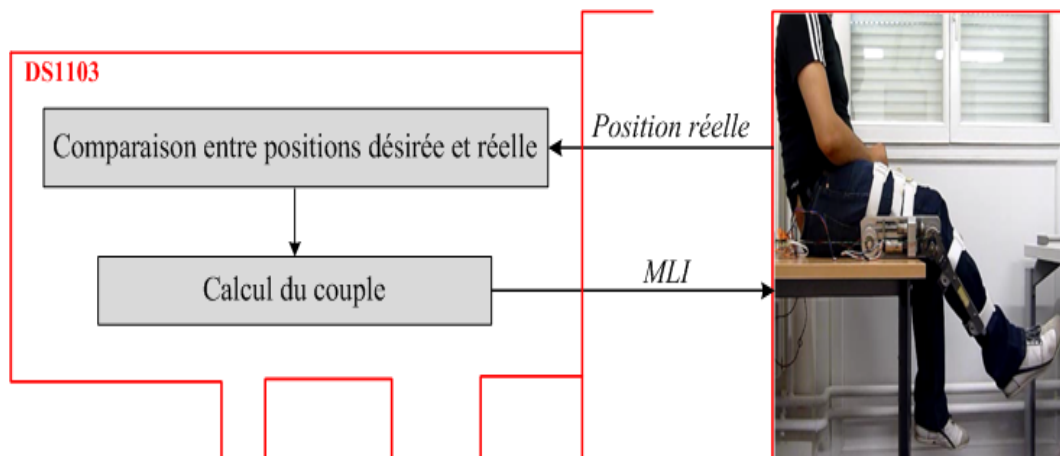 DS1103
Comparaison entre positions désirée et réelle
Position réelle
Calcul du couple
MLI